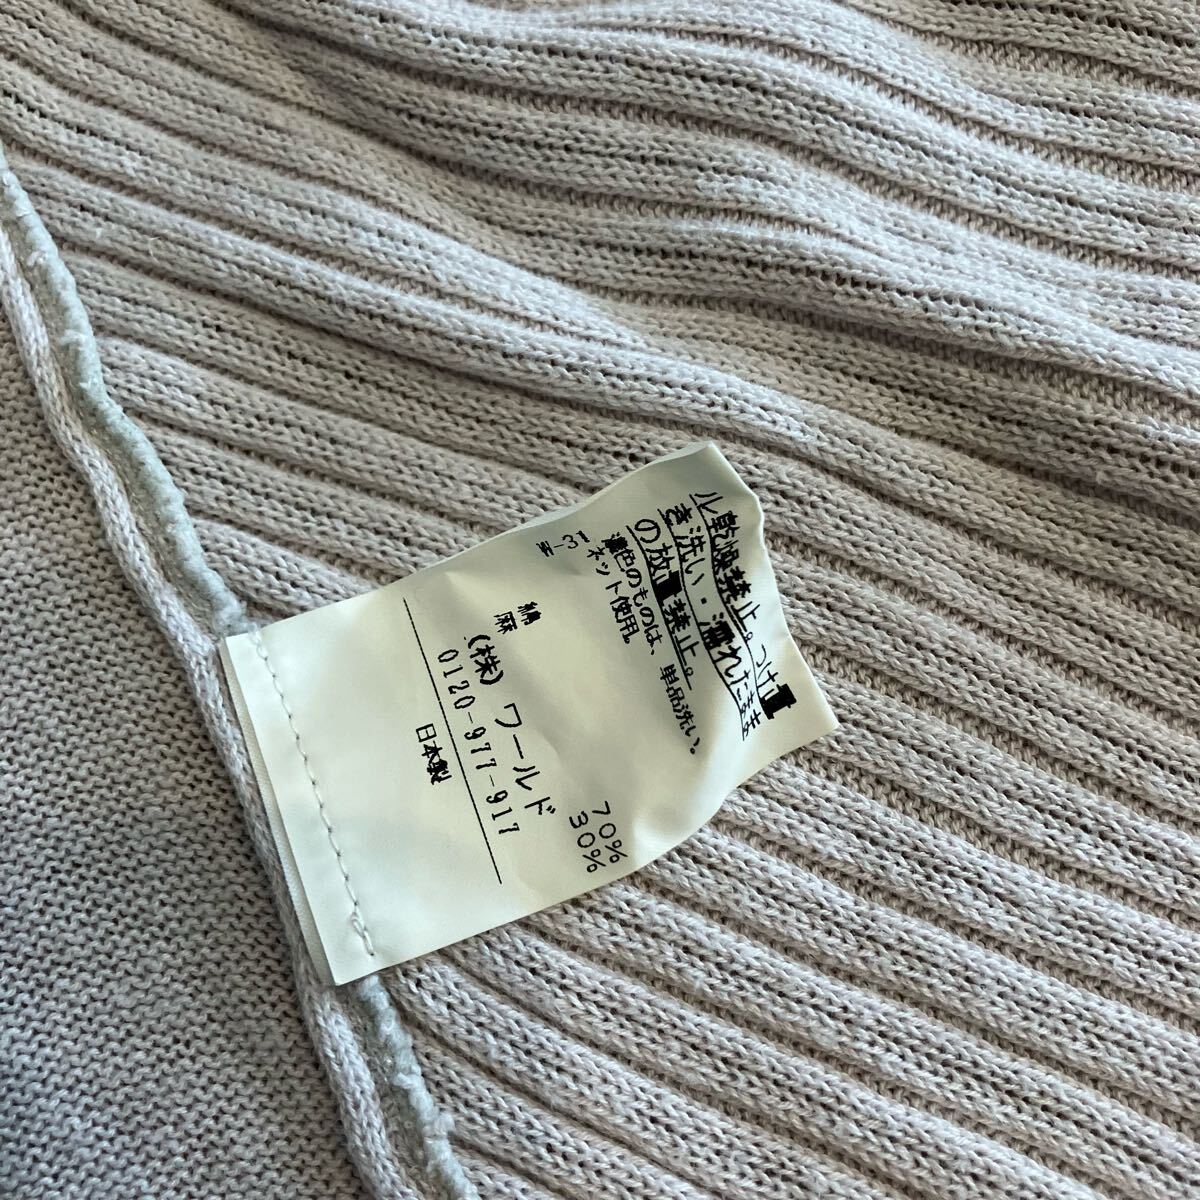 ル乾燥禁止。つけ
き洗い・濡れたまま
の放 禁止。
濃色のものは、単品洗い。
ネット使用。
綿 70%
麻 30%
(株)ワールド
0120-977-917
日本製